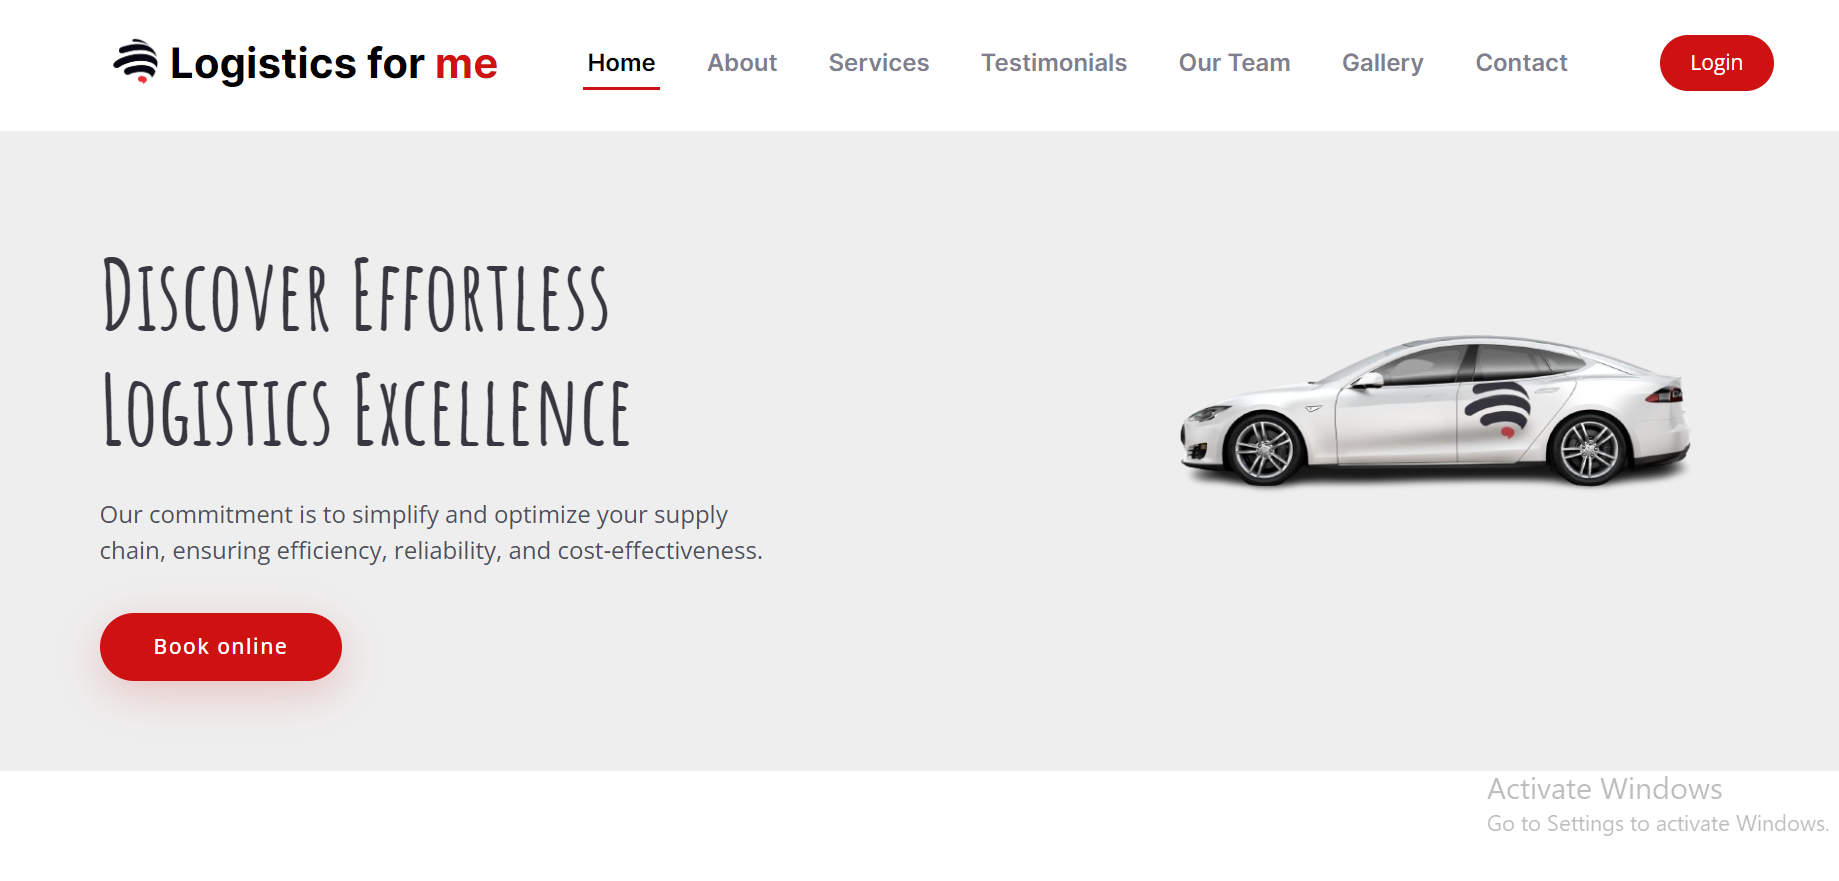 Logistics for me
Home About Services Testimonials Our Team Gallery Contact Login
Discover Effortless
Logistics Excellence
Our commitment is to simplify and optimize your supply
chain, ensuring efficiency, reliability, and cost-effectiveness.
Book online
Activate Windows
Go to Settings to activate Windows.